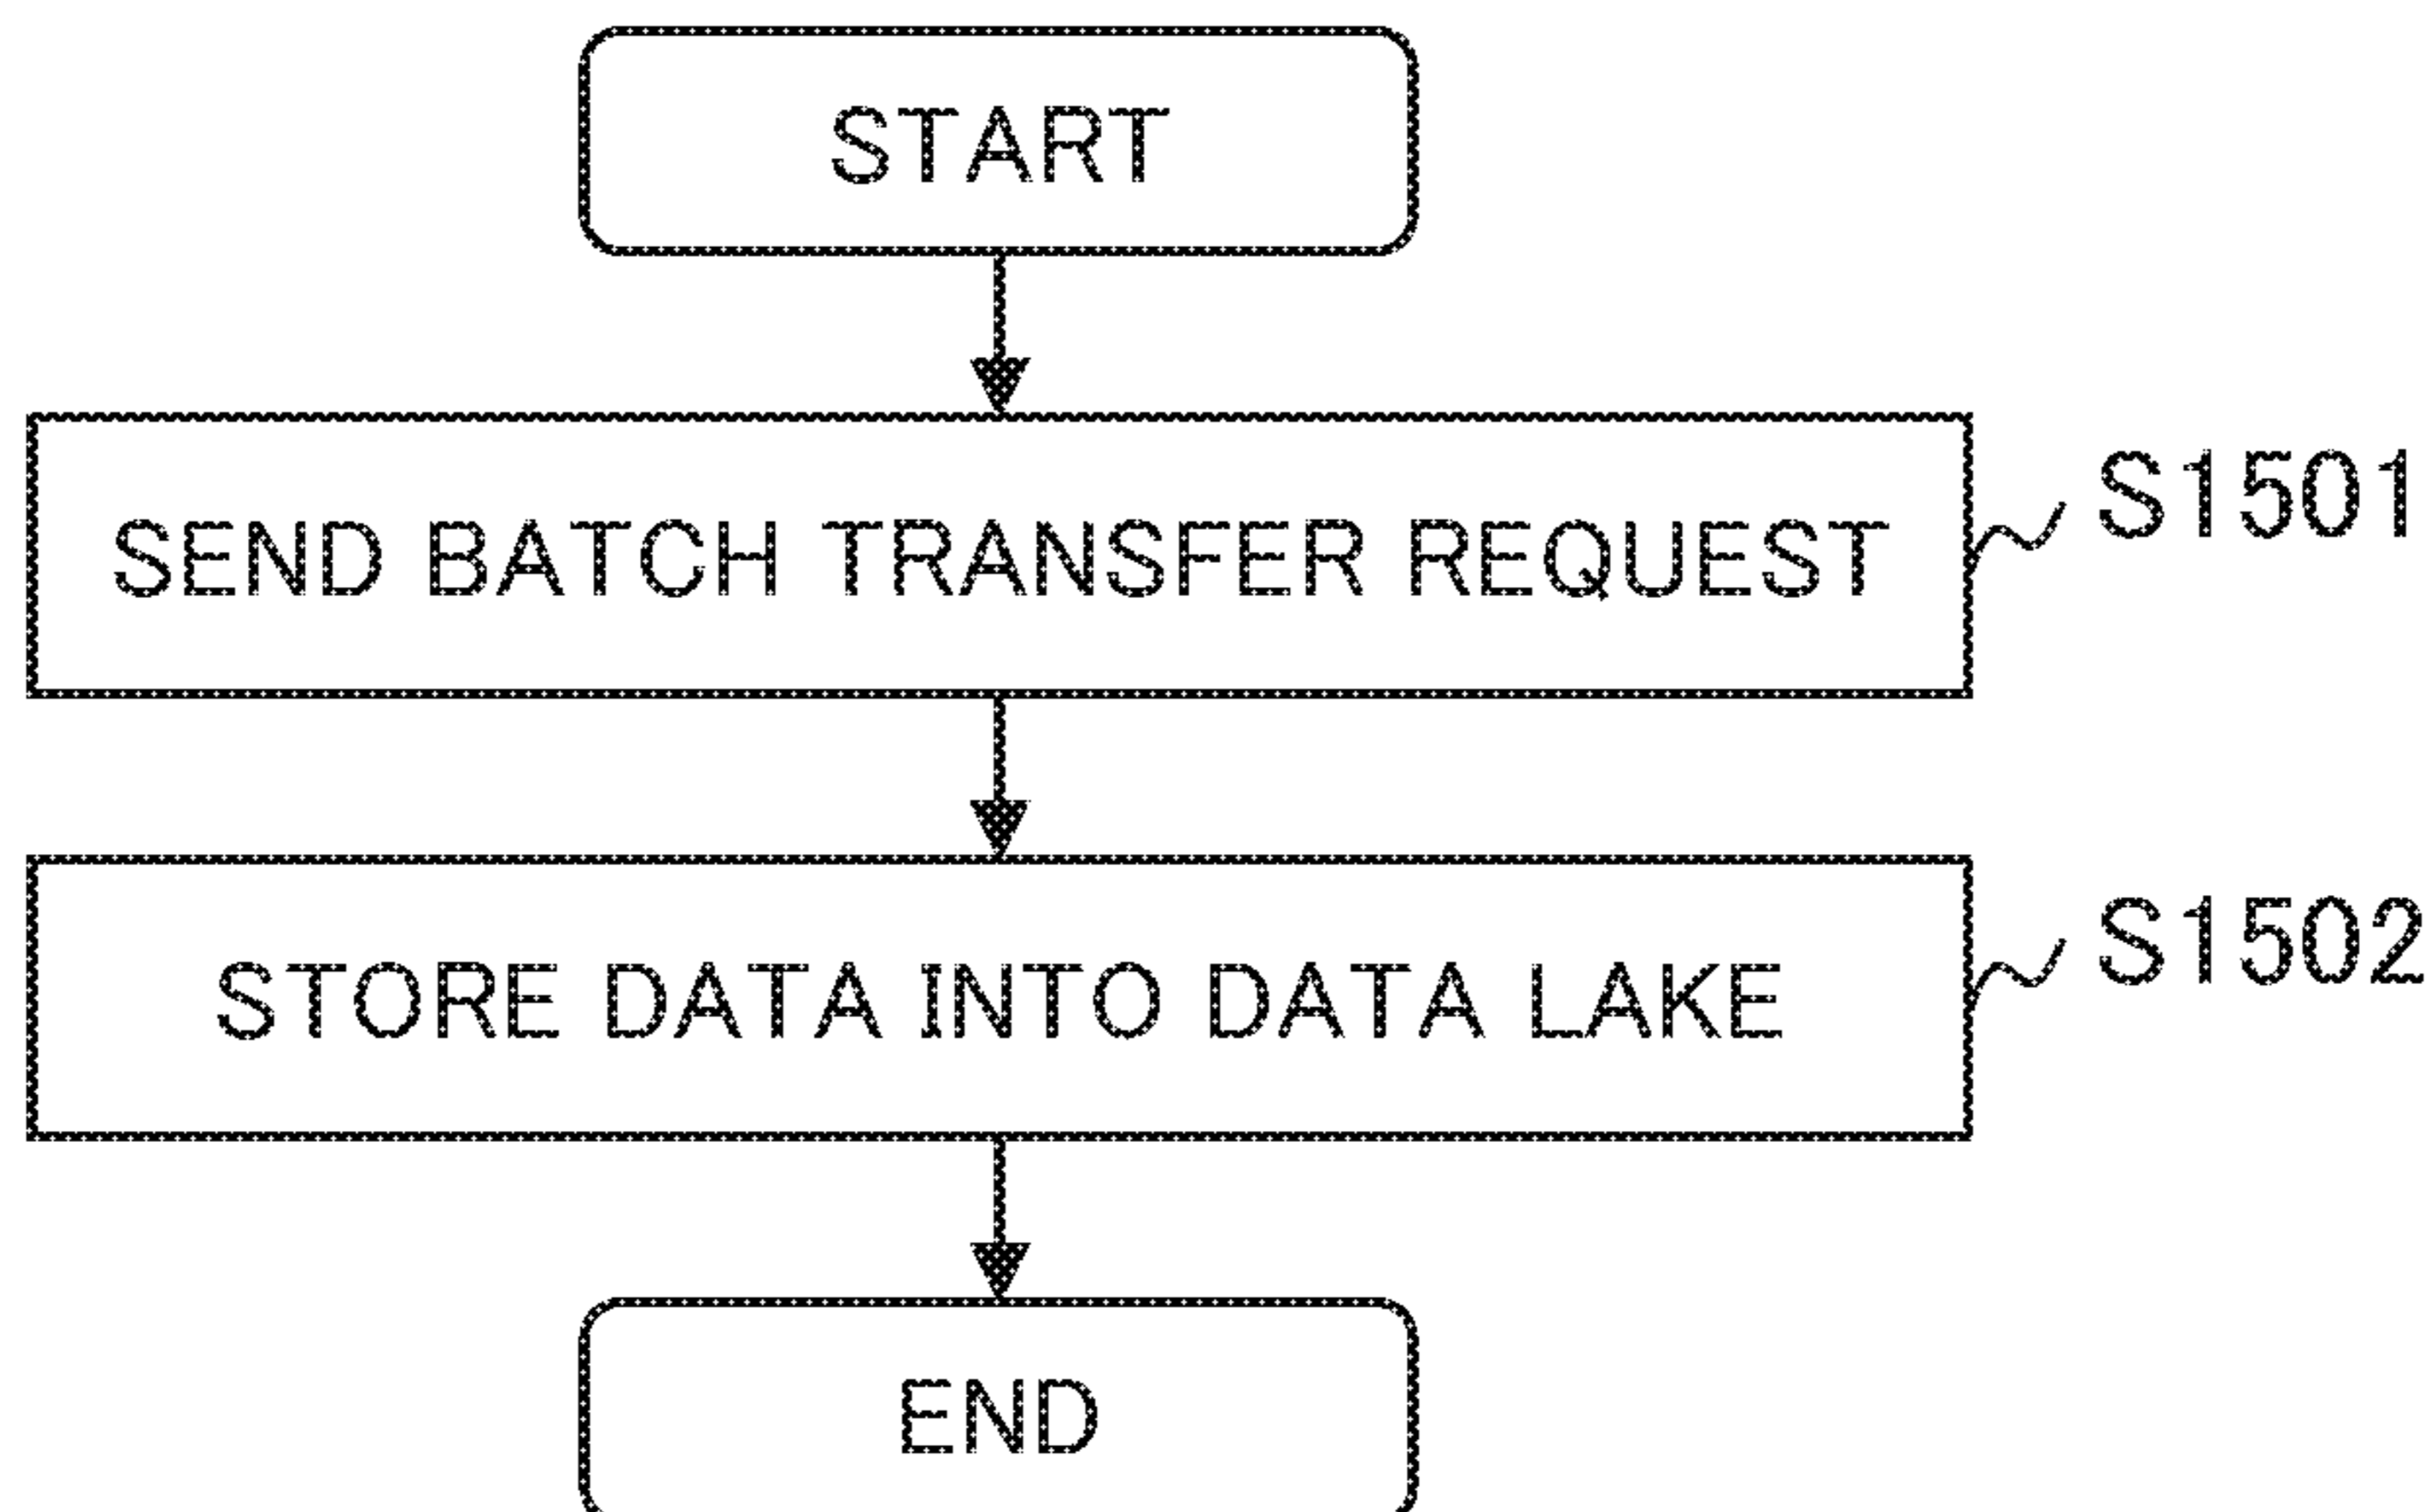 START
SEND BATCH TRANSFER REQUEST
S1501
STORE DATA INTO DATA LAKE
S1502
END